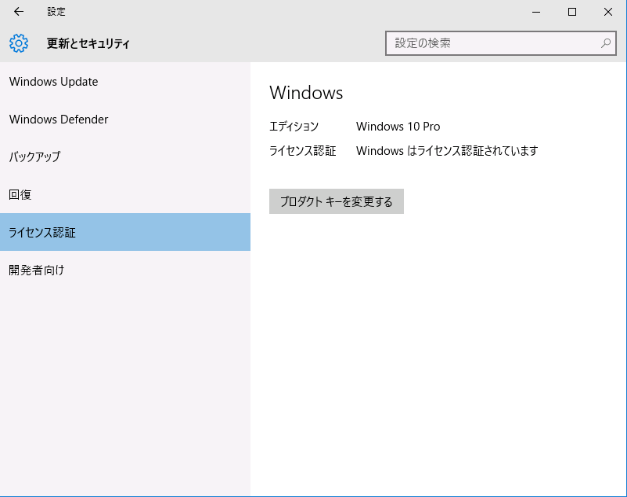 設定
更新とセキュリティ
設定の検索
Windows Update
Windows Defender
バックアップ
回復
ライセンス認証
開発者向け
Windows
エディション Windows 10 Pro
ライセンス認証 Windows はライセンス認証されています
プロダクト キーを変更する